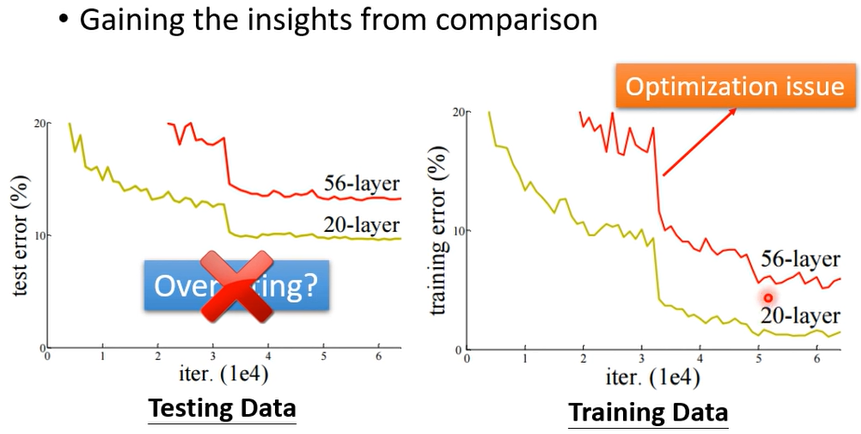 • Gaining the insights from comparison
20
10
0
0 1 2 3 4 5 6
test error (%)
iter. (1e4)
56-layer
20-layer
Over ing?
Testing Data
Optimization issue
20
10
0
0 1 2 3 4 5 6
training error (%)
iter. (1e4)
56-layer
20-layer
Training Data